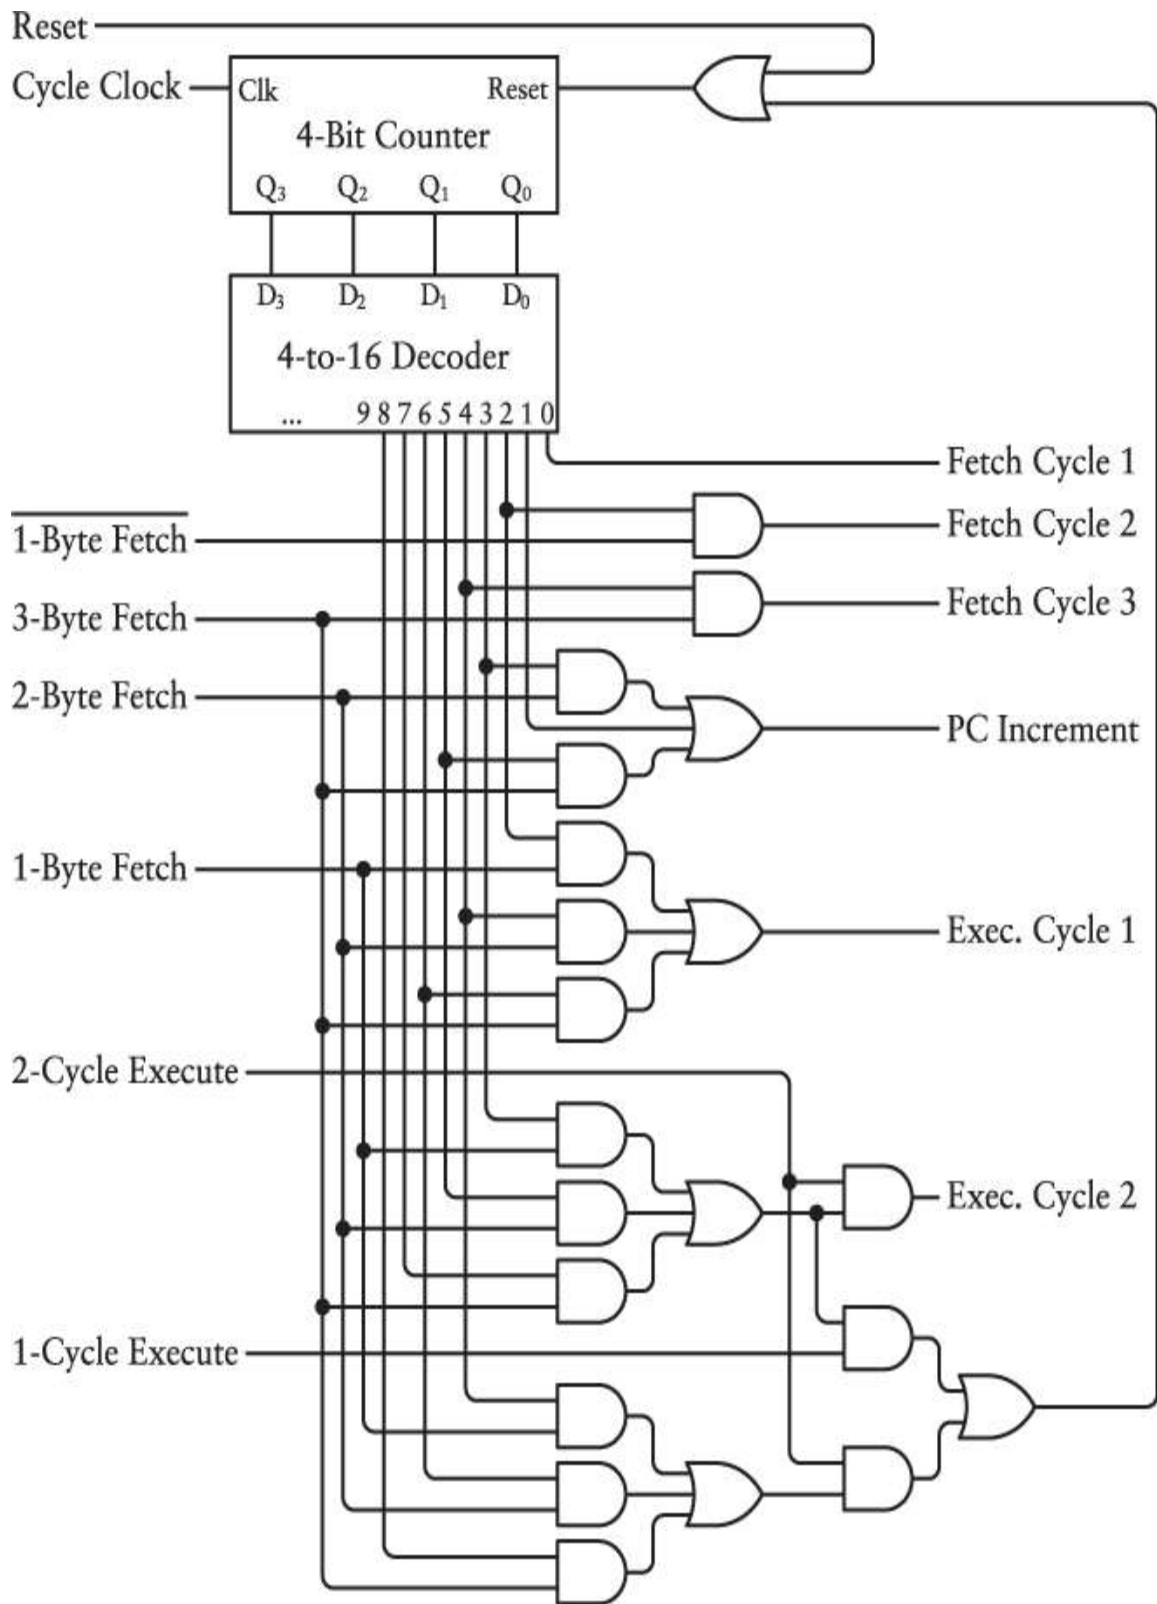 Reset
Cycle Clock
Clk
Reset
4-Bit Counter
Q3 Q2 Q1 Q0
D3 D2 D1 D0
4-to-16 Decoder
... 9 8 7 6 5 4 3 2 1 0
Fetch Cycle 1
1-Byte Fetch
Fetch Cycle 2
3-Byte Fetch
Fetch Cycle 3
2-Byte Fetch
PC Increment
1-Byte Fetch
Exec. Cycle 1
2-Cycle Execute
Exec. Cycle 2
1-Cycle Execute